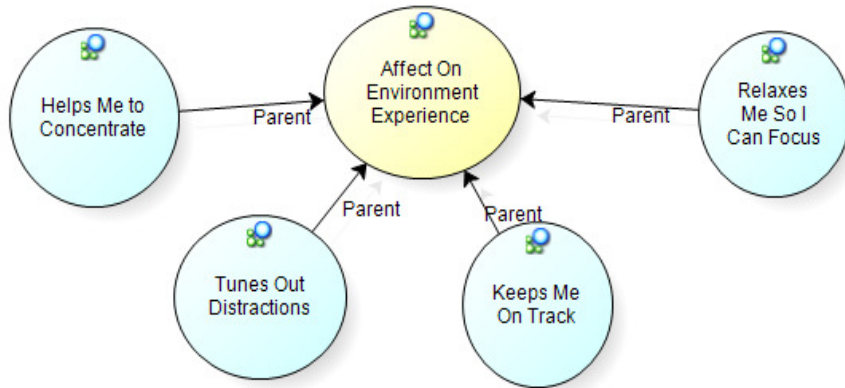 Affect On
Environment
Experience
Helps Me to
Concentrate
Parent
Relaxes
Me So I
Can Focus
Parent
Tunes Out
Distractions
Parent
Keeps Me
On Track
Parent